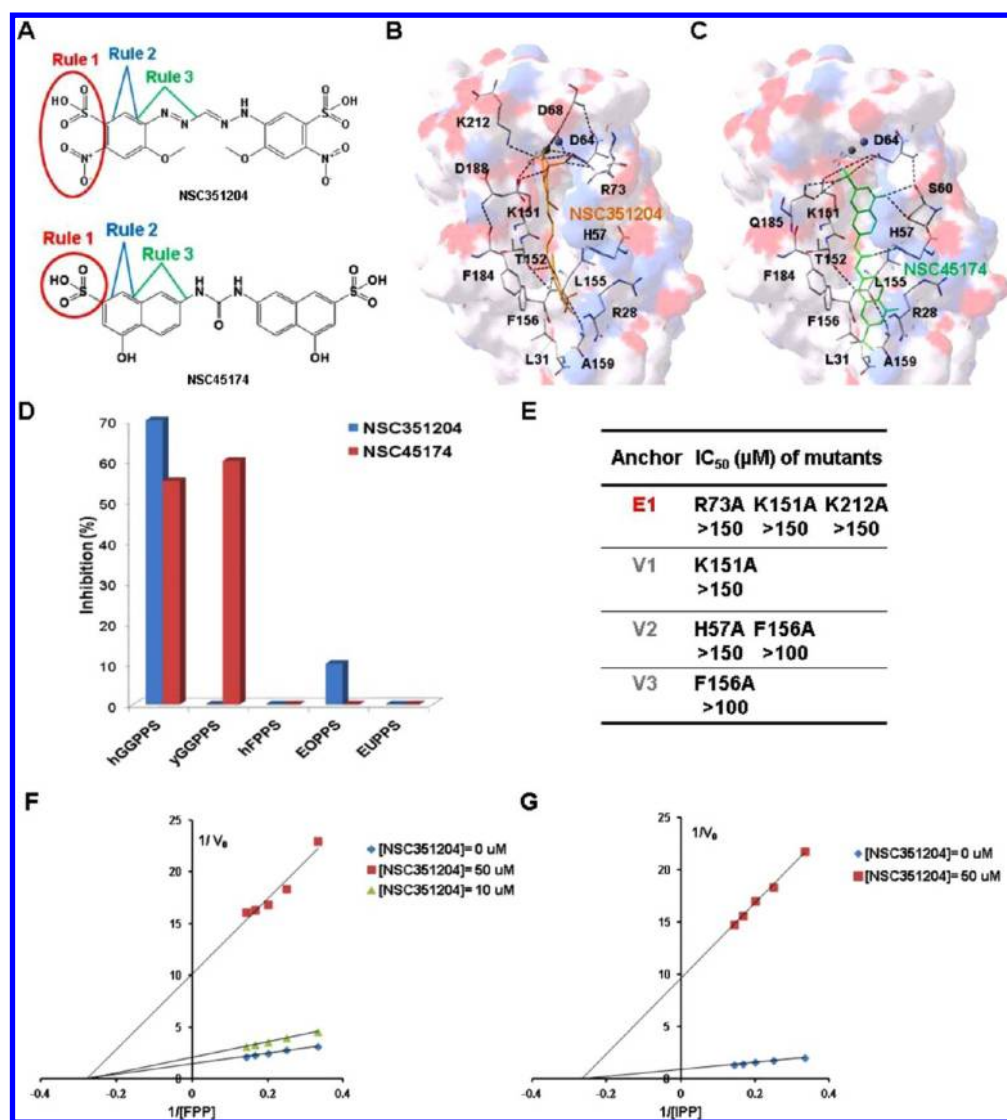 A
Rule 1
Rule 2
Rule 3
HO
O
S
O
N
N
N
H
N
O
S
OH
O
O⁻
N⁺
O
O
O
N⁺
O⁻
O
NSC351204
Rule 1
Rule 2
Rule 3
HO
O
S
O
H
N
H
N
O
O
S
OH
O
OH
OH
NSC45174
B
D68
K212
D64
D188
R73
K151
NSC351204
H57
T152
F184
L155
F156
R28
L31
A159
C
D64
S60
Q185
K151
H57
T152
NSC45174
F184
L155
F156
R28
L31
A159
D
70
60
50
40
30
20
10
0
Inhibition (%)
NSC351204
NSC45174
hGGPPS
yGGPPS
hFPPS
EOPPS
EUPPS
E
Anchor IC₅₀ (µM) of mutants
E1 R73A K151A K212A
>150 >150 >150
V1 K151A
>150
V2 H57A F156A
>150 >100
V3 F156A
>100
F
25
1/ V₀
20
15
10
5
0
-0.4 -0.2 0 0.2 0.4
1/[FPP]
[NSC351204]= 0 uM
[NSC351204]= 50 uM
[NSC351204]= 10 uM
G
25
1/V₀
20
15
10
5
0
-0.4 -0.2 0 0.2 0.4
1/[IPP]
[NSC351204]= 0 uM
[NSC351204]= 50 uM